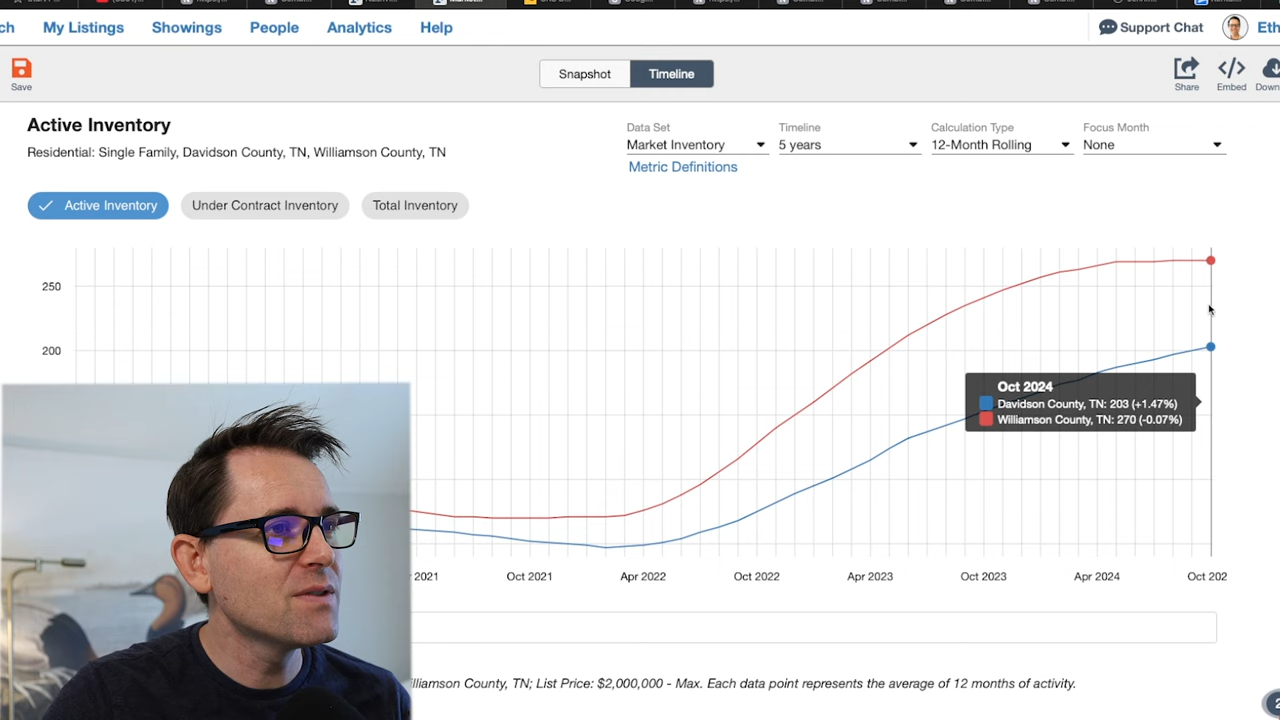 ch My Listings Showings People Analytics Help Support Chat Eth
Save Snapshot Timeline Share Embed Down
Active Inventory
Residential: Single Family, Davidson County, TN, Williamson County, TN
Data Set Timeline Calculation Type Focus Month
Market Inventory 5 years 12-Month Rolling None
Metric Definitions
Active Inventory Under Contract Inventory Total Inventory
250
200
Oct 2024
Davidson County, TN: 203 (+1.47%)
Williamson County, TN: 270 (-0.07%)
2021 Oct 2021 Apr 2022 Oct 2022 Apr 2023 Oct 2023 Apr 2024 Oct 202
illiamson County, TN; List Price: $2,000,000 - Max. Each data point represents the average of 12 months of activity.